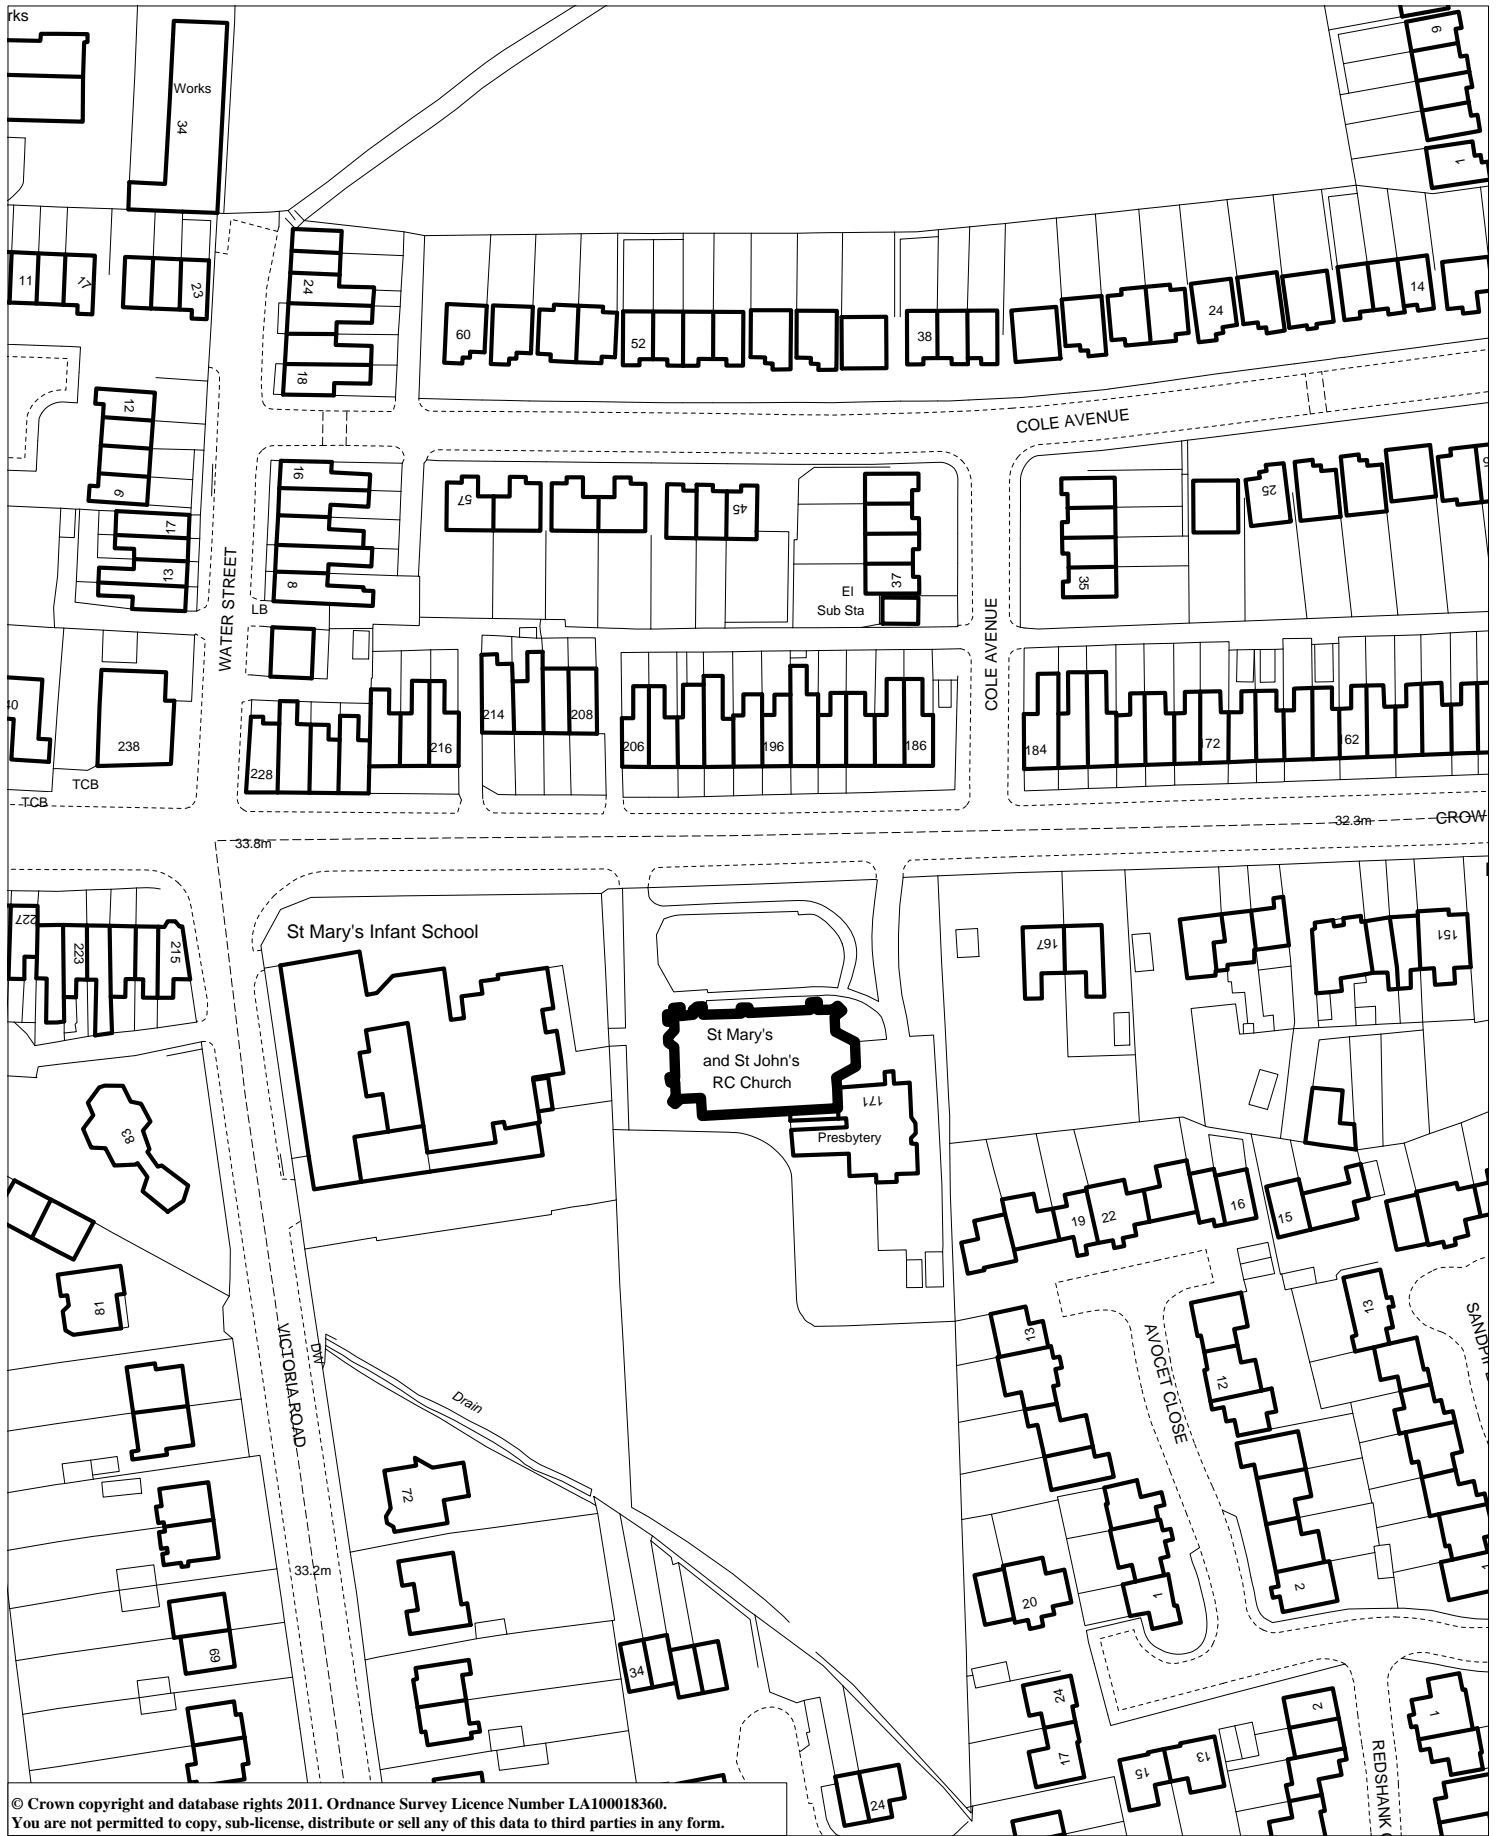 rks
Works
34
6
1
11
17
23
24
18
60
52
38
24
14
COLE AVENUE
12
9
16
57
45
25
17
13
8
37
35
El
Sub Sta
LB
WATER STREET
COLE AVENUE
40
238
214
208
216
228
206
196
186
184
172
162
TCB
TCB
33.8m
32.3m
CROW
227
223
215
St Mary's Infant School
167
151
St Mary's
and St John's
RC Church
171
Presbytery
83
81
19
22
16
15
13
13
12
AVOCET CLOSE
SANDPI
VICTORIA ROAD
DW
Drain
72
33.2m
69
34
20
1
2
1
24
17
15
13
2
1
REDSHANK
24
© Crown copyright and database rights 2011. Ordnance Survey Licence Number LA100018360.
You are not permitted to copy, sub-license, distribute or sell any of this data to third parties in any form.